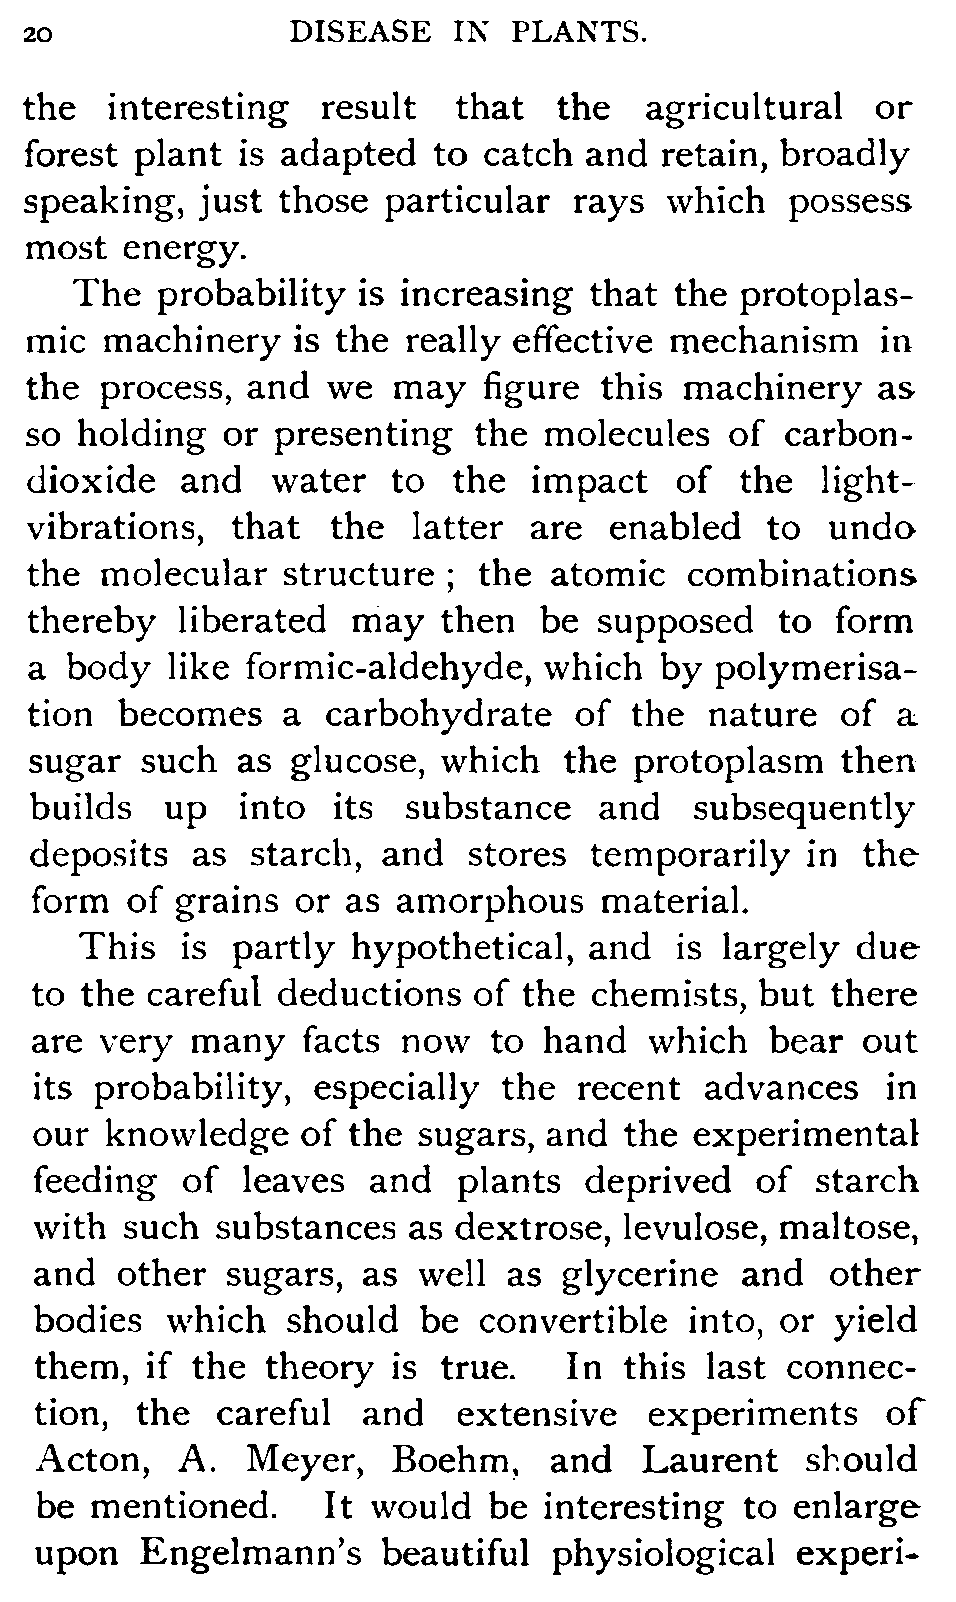 20 DISEASE IN PLANTS.
the interesting result that the agricultural or
forest plant is adapted to catch and retain, broadly
speaking, just those particular rays which possess
most energy.
The probability is increasing that the protoplas-
mic machinery is the really effective mechanism in
the process, and we may figure this machinery as
so holding or presenting the molecules of carbon-
dioxide and water to the impact of the light-
vibrations, that the latter are enabled to undo
the molecular structure ; the atomic combinations
thereby liberated may then be supposed to form
a body like formic-aldehyde, which by polymerisa-
tion becomes a carbohydrate of the nature of a
sugar such as glucose, which the protoplasm then
builds up into its substance and subsequently
deposits as starch, and stores temporarily in the
form of grains or as amorphous material.
This is partly hypothetical, and is largely due
to the careful deductions of the chemists, but there
are very many facts now to hand which bear out
its probability, especially the recent advances in
our knowledge of the sugars, and the experimental
feeding of leaves and plants deprived of starch
with such substances as dextrose, levulose, maltose,
and other sugars, as well as glycerine and other
bodies which should be convertible into, or yield
them, if the theory is true. In this last connec-
tion, the careful and extensive experiments of
Acton, A. Meyer, Boehm, and Laurent should
be mentioned. It would be interesting to enlarge
upon Engelmann's beautiful physiological experi-